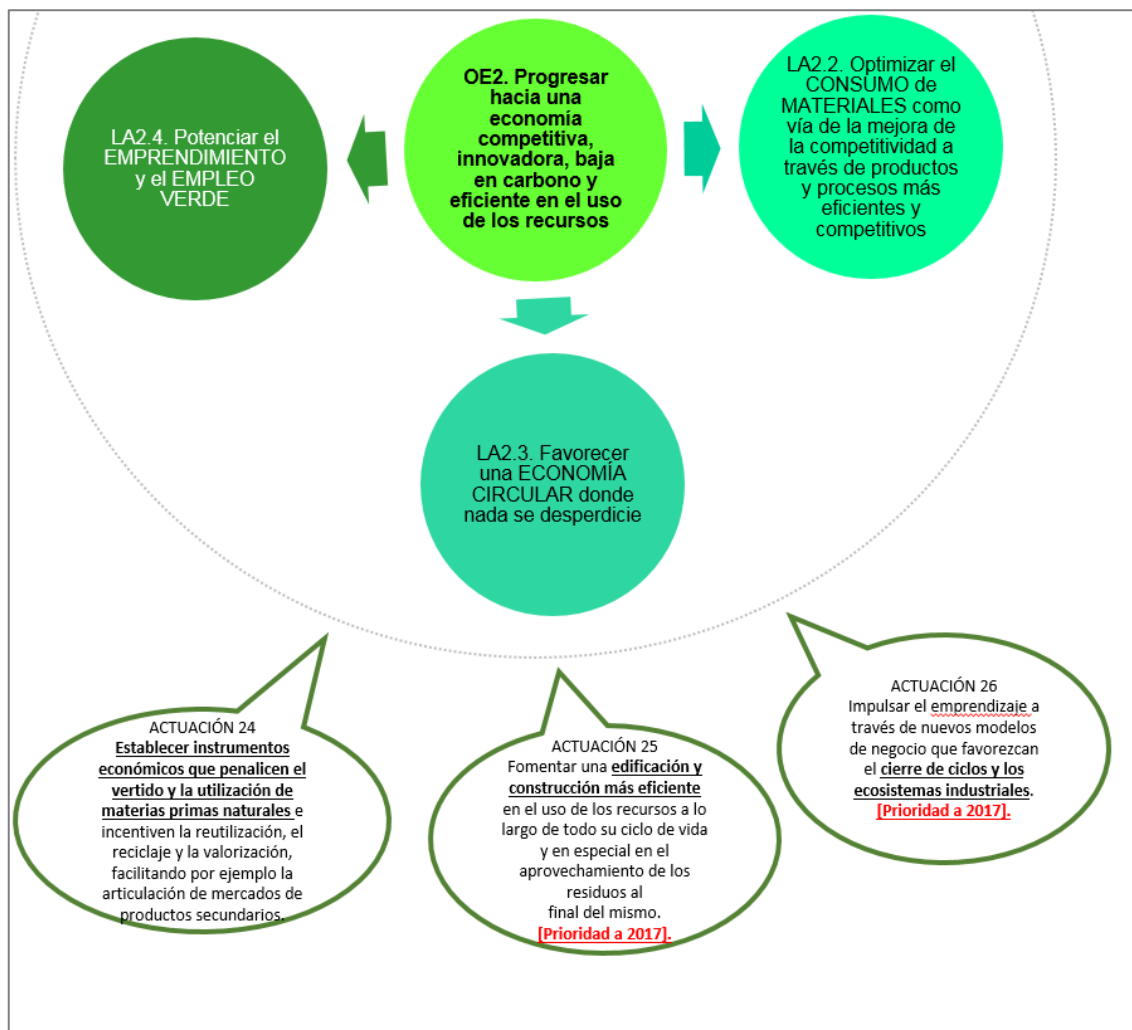 LA2.4. Potenciar el
EMPRENDIMIENTO
y el EMPLEO
VERDE
OE2. Progresar
hacia una
economía
competitiva,
innovadora, baja
en carbono y
eficiente en el uso
de los recursos
LA2.2. Optimizar el
CONSUMO de
MATERIALES como
vía de la mejora de
la competitividad a
través de productos
y procesos más
eficientes y
competitivos
LA2.3. Favorecer
una ECONOMÍA
CIRCULAR donde
nada se desperdicie
ACTUACIÓN 24
Establecer instrumentos
económicos que penalicen el
vertido y la utilización de
materias primas naturales e
incentiven la reutilización, el
reciclaje y la valorización,
facilitando por ejemplo la
articulación de mercados de
productos secundarios.
ACTUACIÓN 25
Fomentar una edificación y
construcción más eficiente
en el uso de los recursos a lo
largo de todo su ciclo de vida
y en especial en el
aprovechamiento de los
residuos al
final del mismo.
[Prioridad a 2017].
ACTUACIÓN 26
Impulsar el emprendizaje a
través de nuevos modelos
de negocio que favorezcan
el cierre de ciclos y los
ecosistemas industriales.
[Prioridad a 2017].